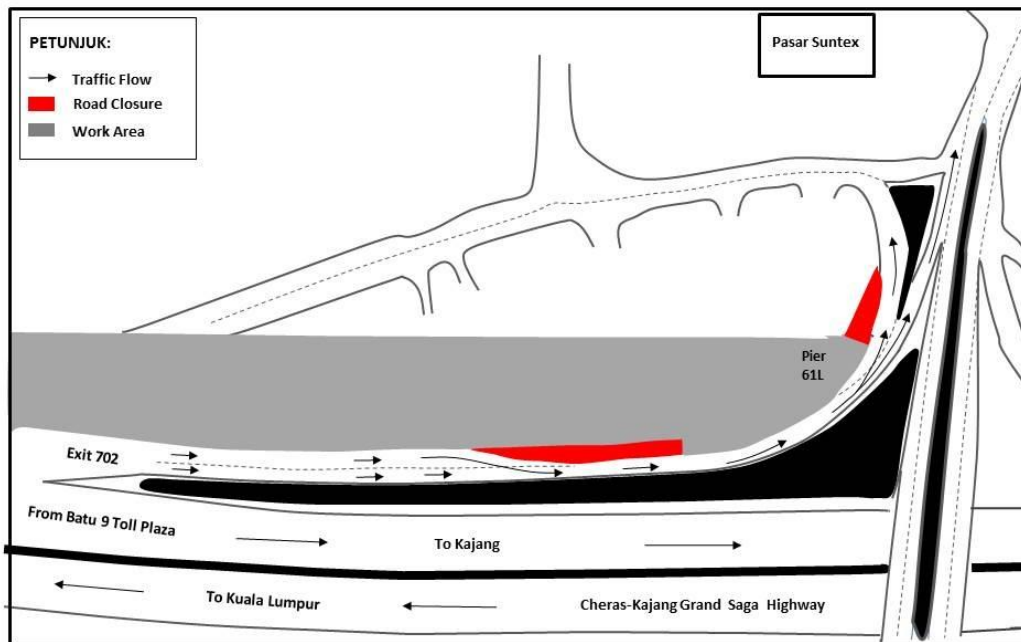 PETUNJUK:
Traffic Flow
Road Closure
Work Area
Pasar Suntex
Pier
61L
Exit 702
From Batu 9 Toll Plaza
To Kajang
To Kuala Lumpur
Cheras-Kajang Grand Saga Highway